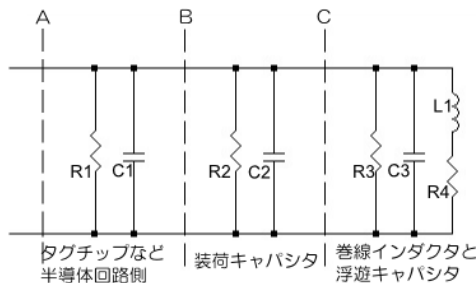 A
B
C
R1
C1
R2
C2
R3
C3
L1
R4
タグチップなど
半導体回路側
装荷キャパシタ
巻線インダクタと
浮遊キャパシタ